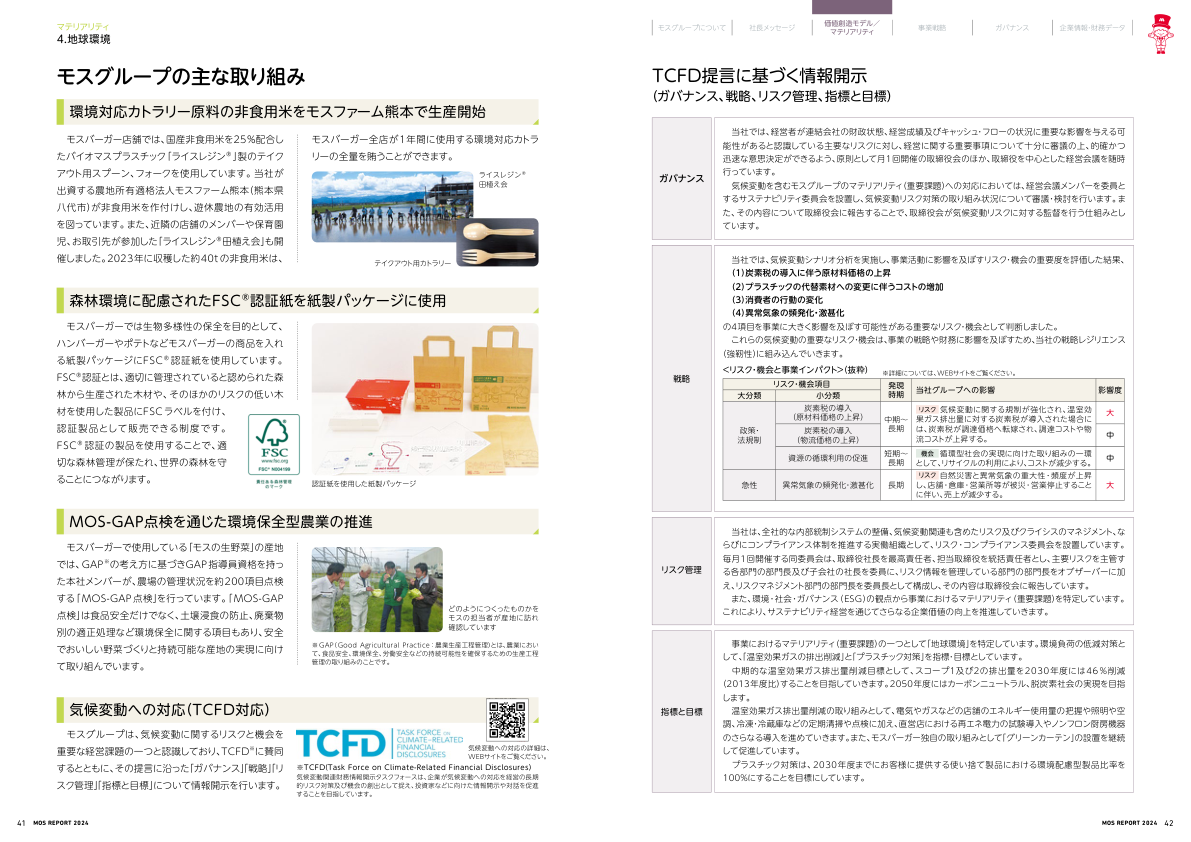 マテリアリティ
4.地球環境
モスグループの主な取り組み
環境対応カトラリー原料の非食用米をモスファーム熊本で生産開始
モスバーガー店舗では、国産非食用米を25%配合し
たバイオマスプラスチック「ライスレジン®」製のテイク
アウト用スプーン、フォークを使用しています。当社が
出資する農地所有適格法人モスファーム熊本(熊本県
八代市)が非食用米を作付けし、遊休農地の有効活用
を図っています。また、近隣の店舗のメンバーや保育園
児、お取引先が参加した「ライスレジン®田植え会」も開
催しました。2023年に収穫した約40tの非食用米は、
モスバーガー全店が1年間に使用する環境対応カトラ
リーの全量を賄うことができます。
ライスレジン®
田植え会
テイクアウト用カトラリー
森林環境に配慮されたFSC®認証紙を紙製パッケージに使用
モスバーガーでは生物多様性の保全を目的として、
ハンバーガーやポテトなどモスバーガーの商品を入れ
る紙製パッケージにFSC®認証紙を使用しています。
FSC®認証とは、適切に管理されていると認められた森
林から生産された木材や、そのほかのリスクの低い木
材を使用した製品にFSCラベルを付け、
認証製品として販売できる制度です。
FSC®認証の製品を使用することで、適
切な森林管理が保たれ、世界の森林を守
ることにつながります。
FSC
www.fsc.org
FSC® N004199
責任ある森林管理
のマーク
認証紙を使用した紙製パッケージ
MOS-GAP点検を通じた環境保全型農業の推進
モスバーガーで使用している「モスの生野菜」の産地
では、GAP※の考え方に基づきGAP指導員資格を持っ
た本社メンバーが、農場の管理状況を約200項目点検
する「MOS-GAP点検」を行っています。「MOS-GAP
点検」は食品安全だけでなく、土壌浸食の防止、廃棄物
別の適正処理など環境保全に関する項目もあり、安全
でおいしい野菜づくりと持続可能な産地の実現に向け
て取り組んでいます。
どのようにつくったものかを
モスの担当者が産地に訪れ
確認しています
※GAP(Good Agricultural Practice:農業生産工程管理)とは、農業におい
て、食品安全、環境保全、労働安全などの持続可能性を確保するための生産工程
管理の取り組みのことです。
気候変動への対応(TCFD対応)
モスグループは、気候変動に関するリスクと機会を
重要な経営課題の一つと認識しており、TCFD※に賛同
するとともに、その提言に沿った「ガバナンス」「戦略」「リ
スク管理」「指標と目標」について情報開示を行います。
TCFD
TASK FORCE ON
CLIMATE-RELATED
FINANCIAL
DISCLOSURES
気候変動への対応の詳細は、
WEBサイトをご覧ください。
※TCFD(Task Force on Climate-Related Financial Disclosures)
気候変動関連財務情報開示タスクフォースは、企業が気候変動への対応を経営の長期
的リスク対策及び機会の創出として捉え、投資家などに向けた情報開示や対話を促進
することを目指しています。
41 MOS REPORT 2024
モスグループについて
社長メッセージ
価値創造モデル/
マテリアリティ
事業戦略
ガバナンス
企業情報・財務データ
TCFD提言に基づく情報開示
(ガバナンス、戦略、リスク管理、指標と目標)
ガバナンス
当社では、経営者が連結会社の財政状態、経営成績及びキャッシュ・フローの状況に重要な影響を与える可
能性があると認識している主要なリスクに対し、経営に関する重要事項について十分に審議の上、的確かつ
迅速な意思決定ができるよう、原則として月1回開催の取締役会のほか、取締役を中心とした経営会議を随時
行っています。
気候変動を含むモスグループのマテリアリティ(重要課題)への対応においては、経営会議メンバーを委員と
するサステナビリティ委員会を設置し、気候変動リスク対策の取り組み状況について審議・検討を行います。ま
た、その内容について取締役会に報告することで、取締役会が気候変動リスクに対する監督を行う仕組みとし
ています。
戦略
当社では、気候変動シナリオ分析を実施し、事業活動に影響を及ぼすリスク・機会の重要度を評価した結果、
(1)炭素税の導入に伴う原材料価格の上昇
(2)プラスチックの代替素材への変更に伴うコストの増加
(3)消費者の行動の変化
(4)異常気象の頻発化・激甚化
の4項目を事業に大きく影響を及ぼす可能性がある重要なリスク・機会として判断しました。
これらの気候変動の重要なリスク・機会は、事業の戦略や財務に影響を及ぼすため、当社の戦略レジリエンス
(強靭性)に組み込んでいきます。
<リスク・機会と事業インパクト>(抜粋) ※詳細については、WEBサイトをご覧ください。
リスク・機会項目
大分類
小分類
発現
時期
当社グループへの影響
影響度
政策・
法規制
炭素税の導入
(原材料価格の上昇)
炭素税の導入
(物流価格の上昇)
中期〜
長期
リスク 気候変動に関する規制が強化され、温室効
果ガス排出量に対する炭素税が導入された場合に
は、炭素税が調達価格へ転嫁され、調達コストや物
流コストが上昇する。
大
中
資源の循環利用の促進
短期〜
長期
機会 循環型社会の実現に向けた取り組みの一環
として、リサイクルの利用により、コストが減少する。
中
急性
異常気象の頻発化・激甚化
長期
リスク 自然災害と異常気象の重大性・頻度が上昇
し、店舗・倉庫・営業所等が被災・営業停止すること
に伴い、売上が減少する。
大
リスク管理
当社は、全社的な内部統制システムの整備、気候変動関連も含めたリスク及びクライシスのマネジメント、な
らびにコンプライアンス体制を推進する実働組織として、リスク・コンプライアンス委員会を設置しています。
毎月1回開催する同委員会は、取締役社長を最高責任者、担当取締役を統括責任者とし、主要リスクを主管す
る各部門の部門長及び子会社の社長を委員に、リスク情報を管理している部門の部門長をオブザーバーに加
え、リスクマネジメント部門の部門長を委員長として構成し、その内容は取締役会に報告しています。
また、環境・社会・ガバナンス(ESG)の観点から事業におけるマテリアリティ(重要課題)を特定しています。
これにより、サステナビリティ経営を通じてさらなる企業価値の向上を推進していきます。
指標と目標
事業におけるマテリアリティ(重要課題)の一つとして「地球環境」を特定しています。環境負荷の低減対策と
して、「温室効果ガスの排出削減」と「プラスチック対策」を指標・目標としています。
中期的な温室効果ガス排出量削減目標として、スコープ1及び2の排出量を2030年度には46%削減
(2013年度比)することを目指していきます。2050年度にはカーボンニュートラル、脱炭素社会の実現を目指
します。
温室効果ガス排出量削減の取り組みとして、電気やガスなどの店舗のエネルギー使用量の把握や照明や空
調、冷凍・冷蔵庫などの定期清掃や点検に加え、直営店における再エネ電力の試験導入やノンフロン厨房機器
のさらなる導入を進めていきます。また、モスバーガー独自の取り組みとして「グリーンカーテン」の設置を継続
して促進しています。
プラスチック対策は、2030年度までにお客様に提供する使い捨て製品における環境配慮型製品比率を
100%にすることを目標にしています。
MOS REPORT 2024 42